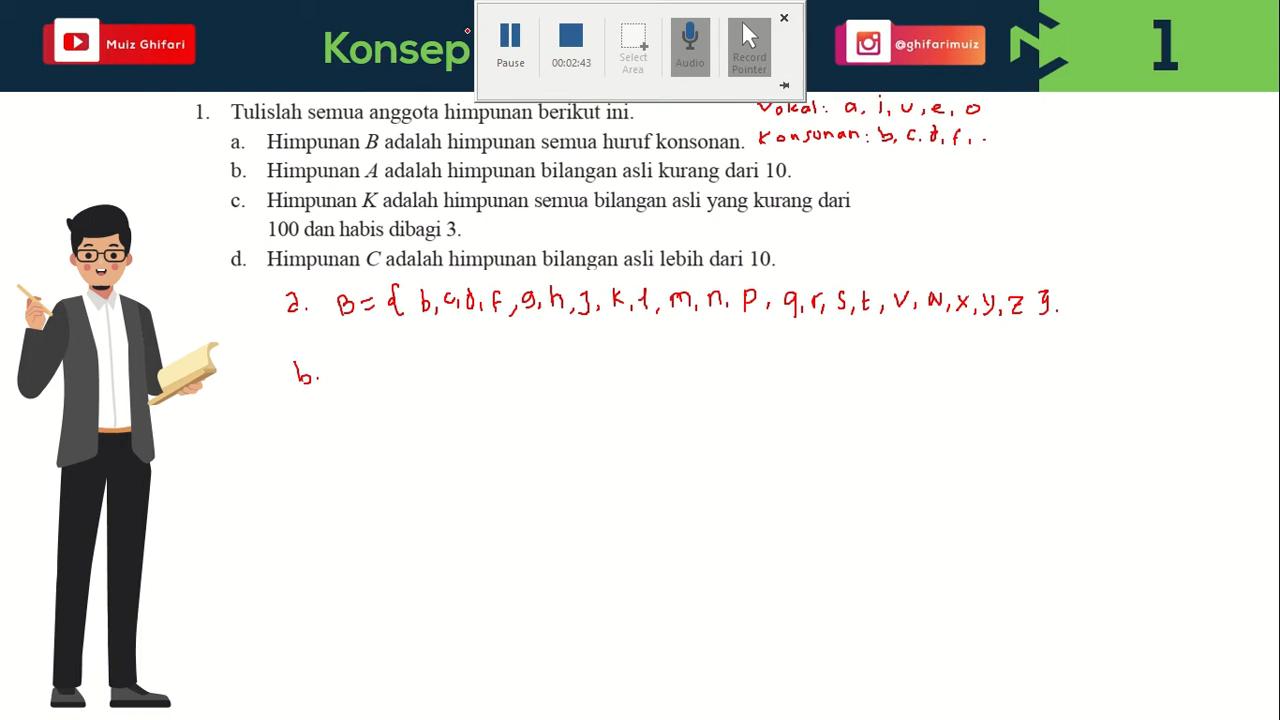 Muiz Ghifari
Konsep
Pause
00:02:43
Select Area
Audio
Record Pointer
@ghifarimuiz
1
1. Tulislah semua anggota himpunan berikut ini.
Vokal: a, i, u, e, o
a. Himpunan B adalah himpunan semua huruf konsonan.
Konsunan: b, c, d, f, .
b. Himpunan A adalah himpunan bilangan asli kurang dari 10.
c. Himpunan K adalah himpunan semua bilangan asli yang kurang dari
100 dan habis dibagi 3.
d. Himpunan C adalah himpunan bilangan asli lebih dari 10.
a. B = { b, c, d, f, g, h, j, k, l, m, n, p, q, r, s, t, v, w, x, y, z }.
b.